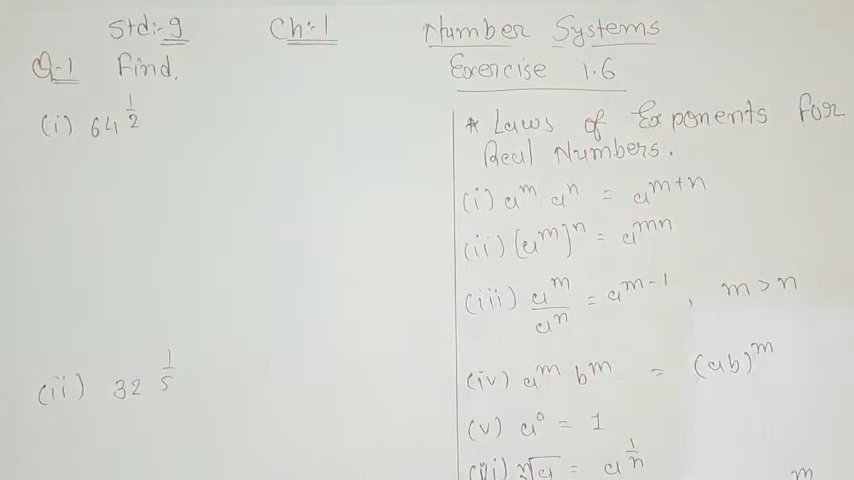 Std:- 9 Ch:- 1 Number Systems
Q-1 Find. Exercise 1.6
(i) 64^{1/2}
(ii) 32^{1/5}
* Laws of Exponents for
Real Numbers.
(i) a^m a^n = a^{m+n}
(ii) (a^m)^n = a^{mn}
(iii) a^m/a^n = a^{m-1}, m > n
(iv) a^m b^m = (ab)^m
(v) a^0 = 1
(vi) ⁿ√a = a^{1/n}
m